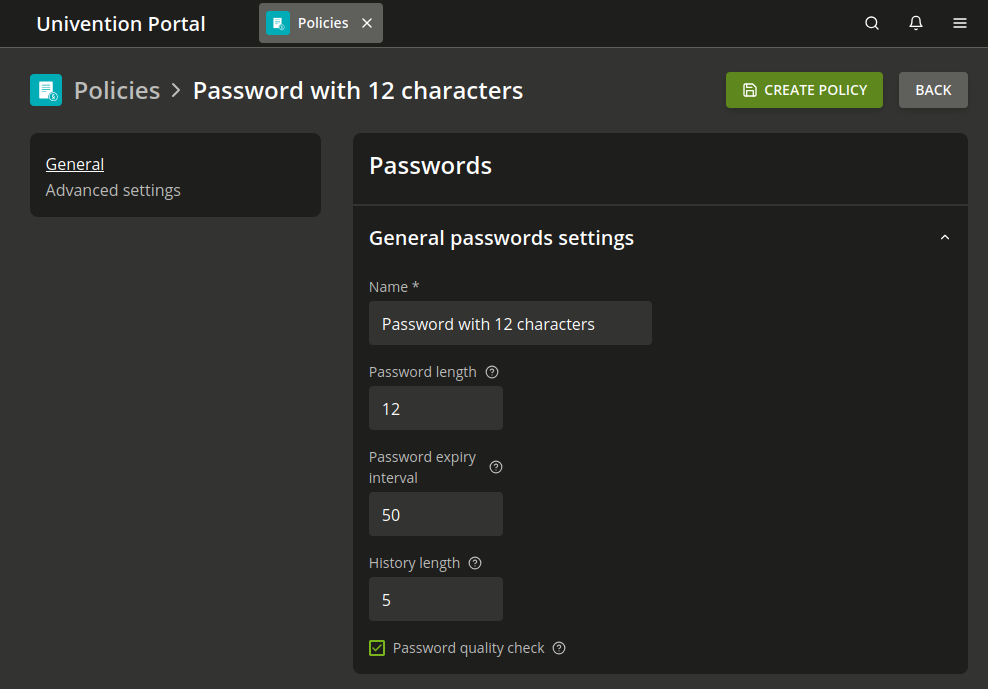 Univention Portal
Policies
Policies > Password with 12 characters
CREATE POLICY
BACK
General
Advanced settings
Passwords
General passwords settings
Name *
Password with 12 characters
Password length
12
Password expiry
interval
50
History length
5
Password quality check